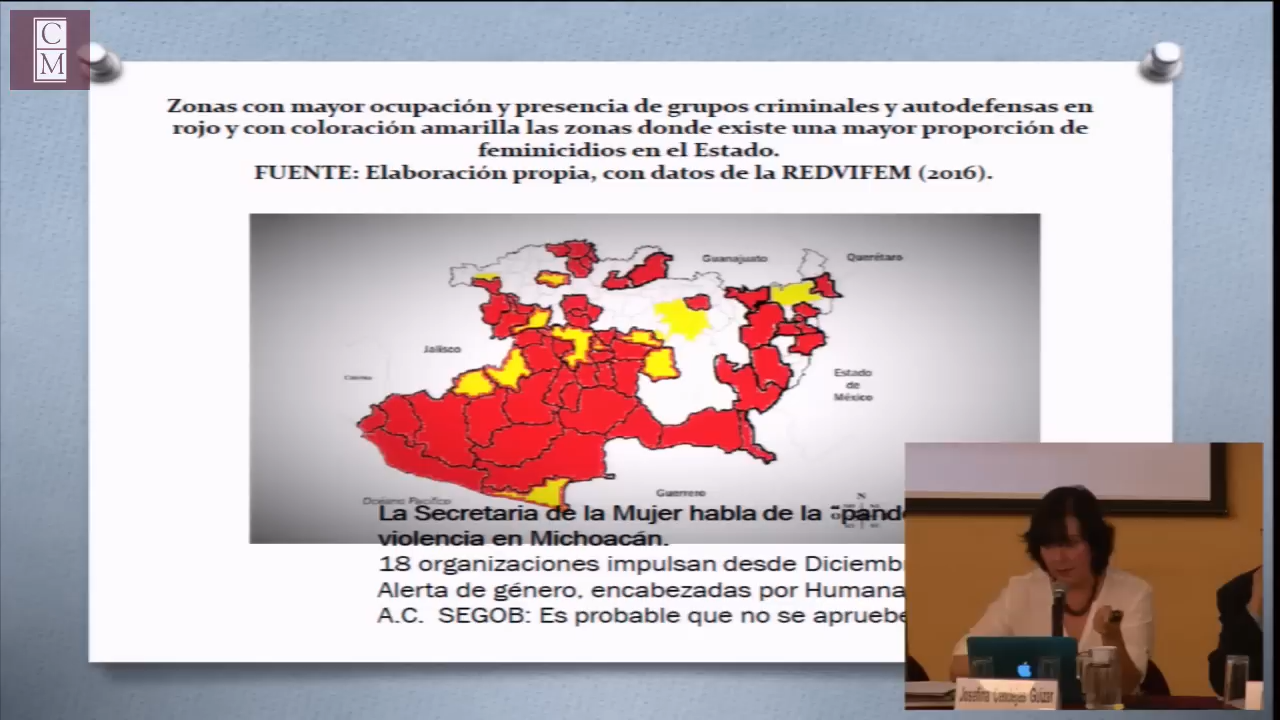 C
M
Zonas con mayor ocupación y presencia de grupos criminales y autodefensas en
rojo y con coloración amarilla las zonas donde existe una mayor proporción de
feminicidios en el Estado.
FUENTE: Elaboración propia, con datos de la REDVIFEM (2016).
Guanajuato
Querétaro
Jalisco
Estado
de
México
Océano Pacífico
Guerrero
N
La Secretaria de la Mujer habla de la "pand
violencia en Michoacán.
18 organizaciones impulsan desde Diciemb
Alerta de género, encabezadas por Humana
A.C. SEGOB: Es probable que no se apruebe
Josefina Guízar